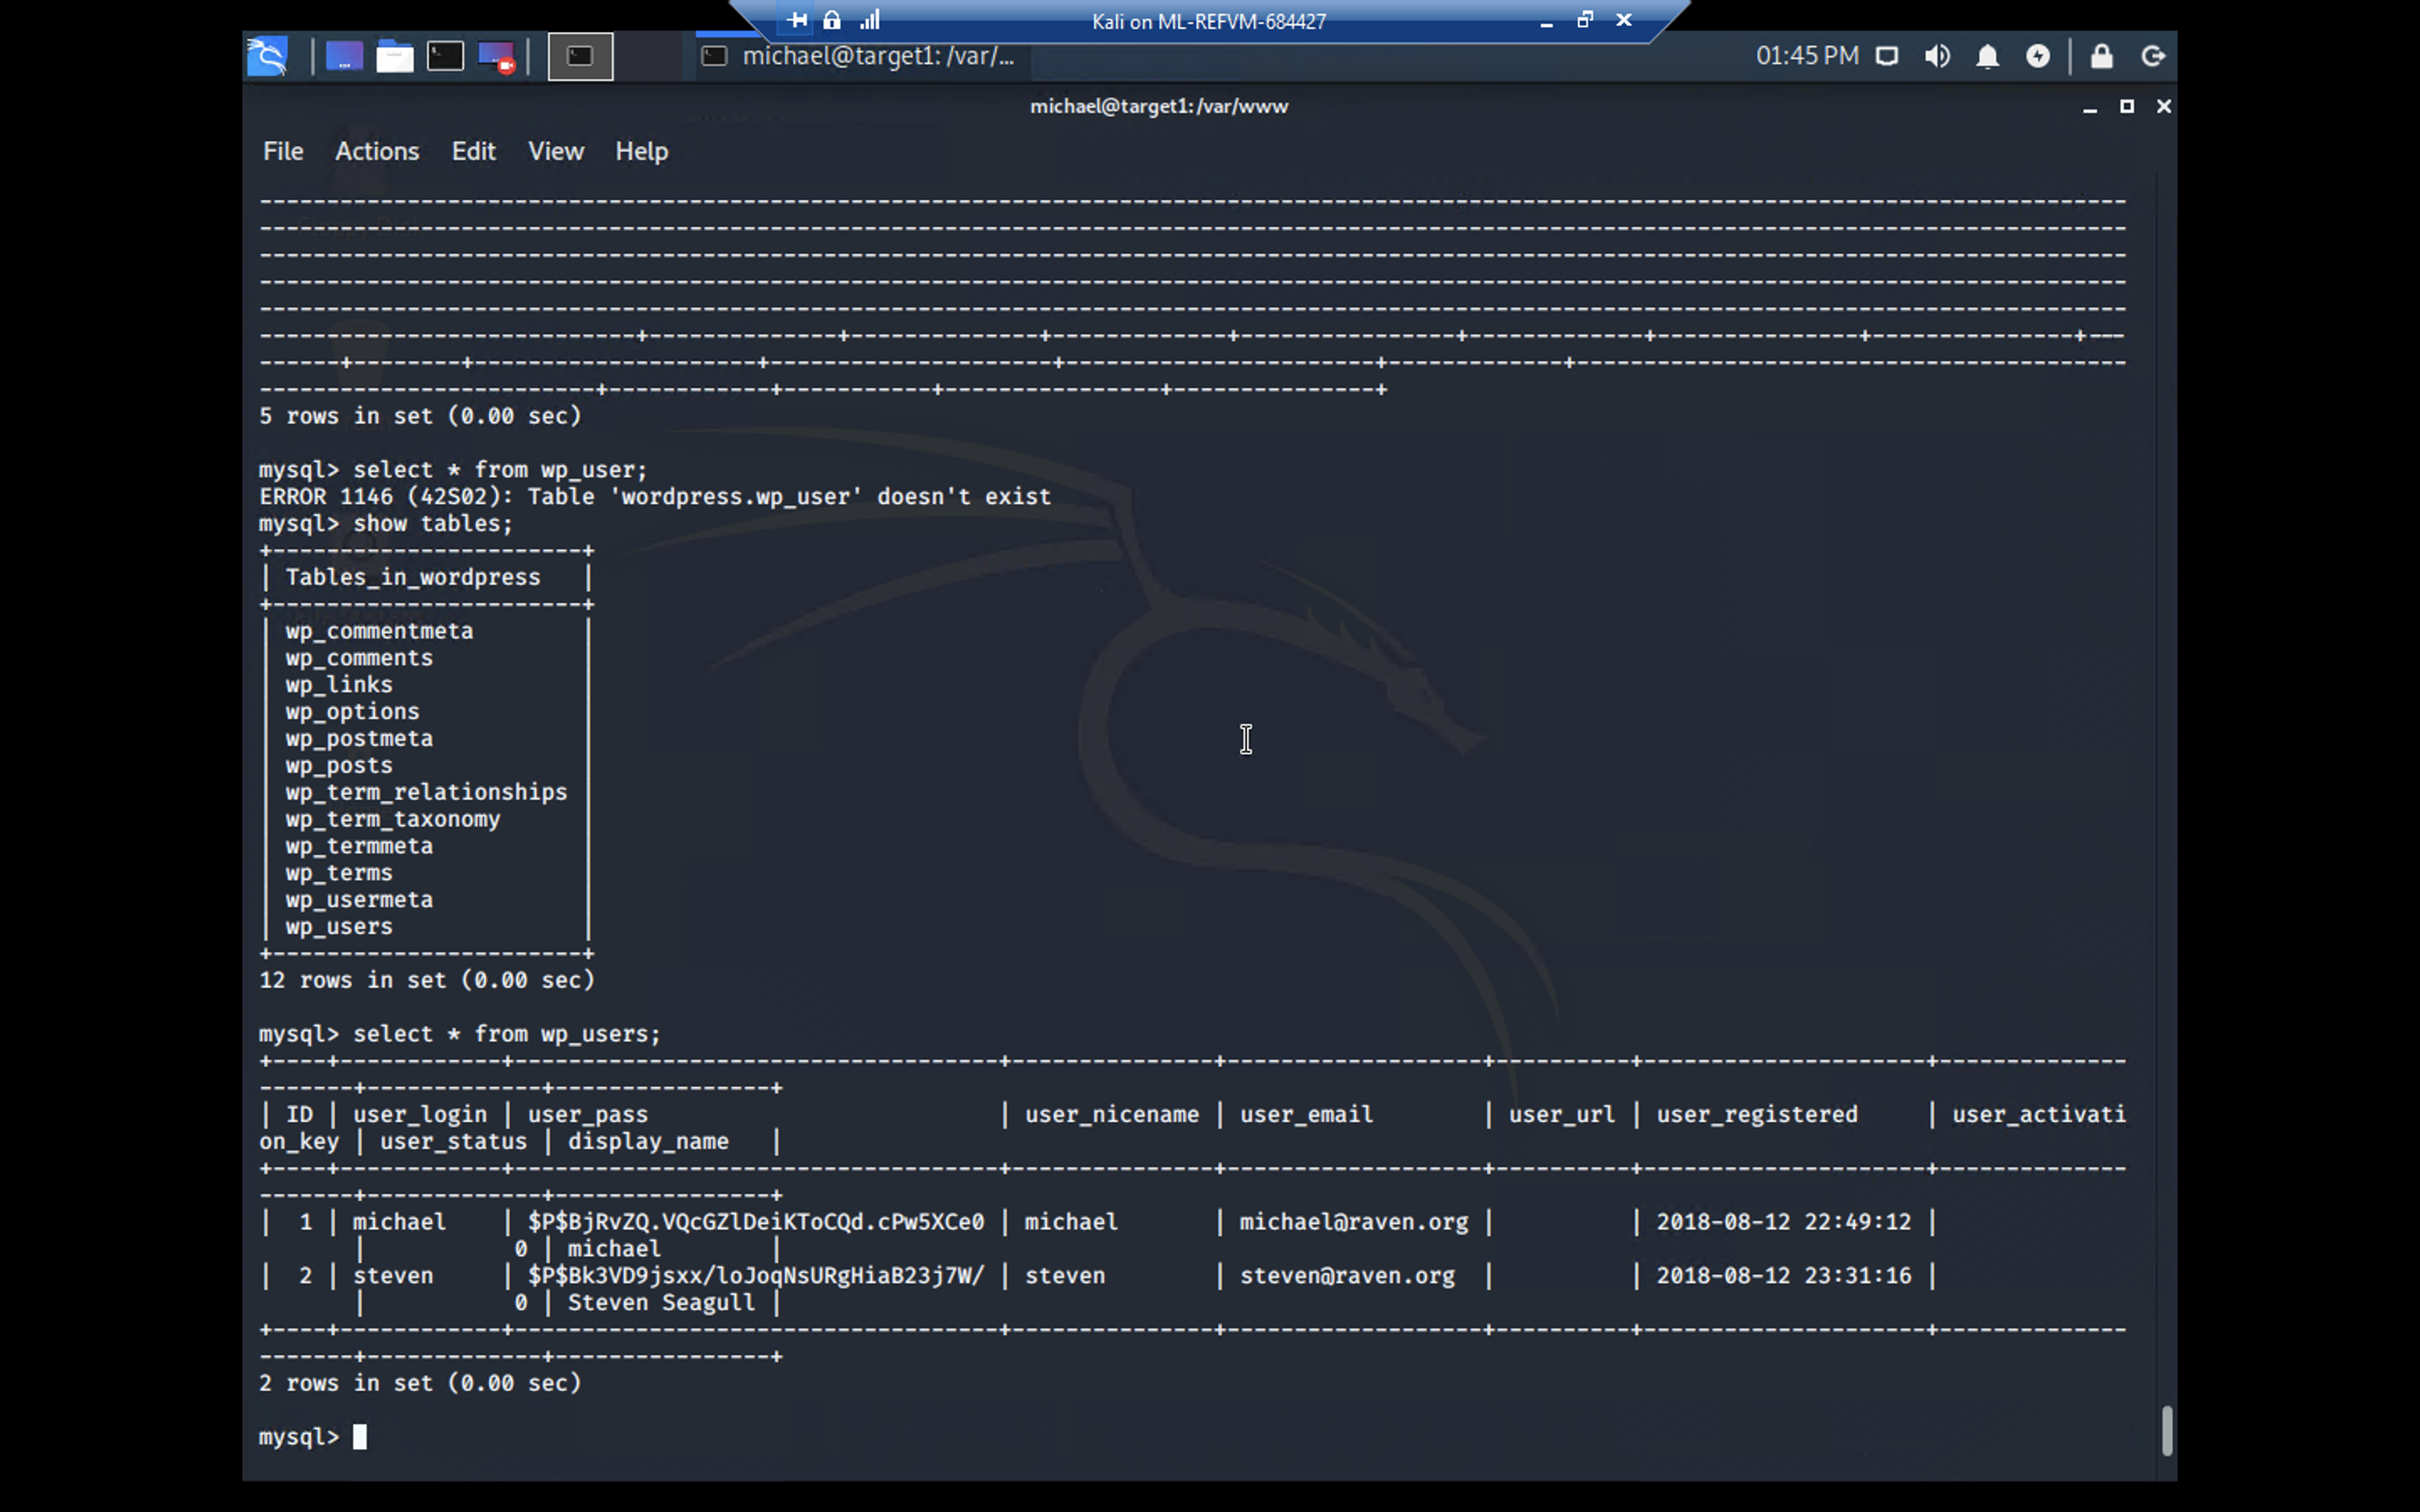 Kali on ML-REFVM-684427
michael@target1: /var/...
01:45 PM
michael@target1:/var/www
File Actions Edit View Help
--------------------------------------------
--------------------------------------------
--------------------------------------------
--------------------------------------------
--------------------------------------------
----------------------------+--------------+--------------+-------------+----------------+-------------+---------------+---------------+---
------+--------+---------------------+---------------------+-----------------------+-------------+-----------------------------------------
-------------------------+------------+-----------+----------------+---------------+
5 rows in set (0.00 sec)
mysql> select * from wp_user;
ERROR 1146 (42S02): Table 'wordpress.wp_user' doesn't exist
mysql> show tables;
+-----------------------+
| Tables_in_wordpress   |
+-----------------------+
| wp_commentmeta        |
| wp_comments           |
| wp_links              |
| wp_options            |
| wp_postmeta           |
| wp_posts              |
| wp_term_relationships |
| wp_term_taxonomy      |
| wp_termmeta           |
| wp_terms              |
| wp_usermeta           |
| wp_users              |
+-----------------------+
12 rows in set (0.00 sec)
mysql> select * from wp_users;
+----+------------+------------------------------------+---------------+-------------------+----------+---------------------+--------------
-------+-------------+----------------+
| ID | user_login | user_pass                          | user_nicename | user_email        | user_url | user_registered     | user_activati
on_key | user_status | display_name   |
+----+------------+------------------------------------+---------------+-------------------+----------+---------------------+--------------
-------+-------------+----------------+
|  1 | michael    | $P$BjRvZQ.VQcGZlDeiKToCQd.cPw5XCe0 | michael       | michael@raven.org |          | 2018-08-12 22:49:12 |
       |           0 | michael        |
|  2 | steven     | $P$Bk3VD9jsxx/loJoqNsURgHiaB23j7W/ | steven        | steven@raven.org  |          | 2018-08-12 23:31:16 |
       |           0 | Steven Seagull |
+----+------------+------------------------------------+---------------+-------------------+----------+---------------------+--------------
-------+-------------+----------------+
2 rows in set (0.00 sec)
mysql>